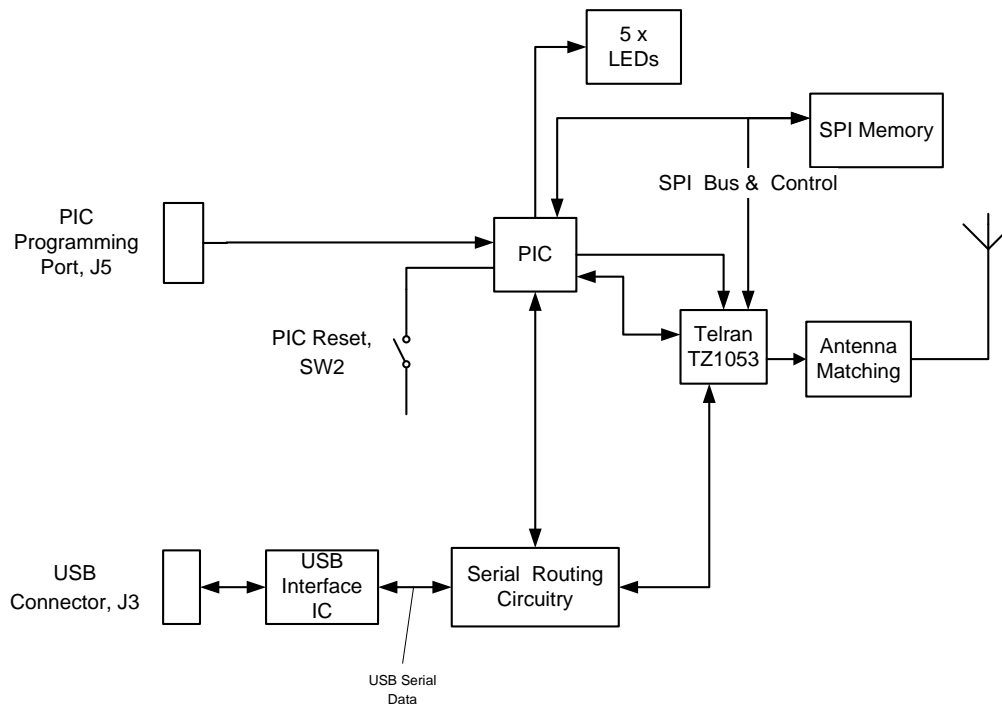 5 x
LEDs
SPI Memory
SPI Bus & Control
PIC
Programming
Port, J5
PIC
PIC Reset,
SW2
Telran
TZ1053
Antenna
Matching
USB
Connector, J3
USB
Interface
IC
Serial Routing
Circuitry
USB Serial
Data